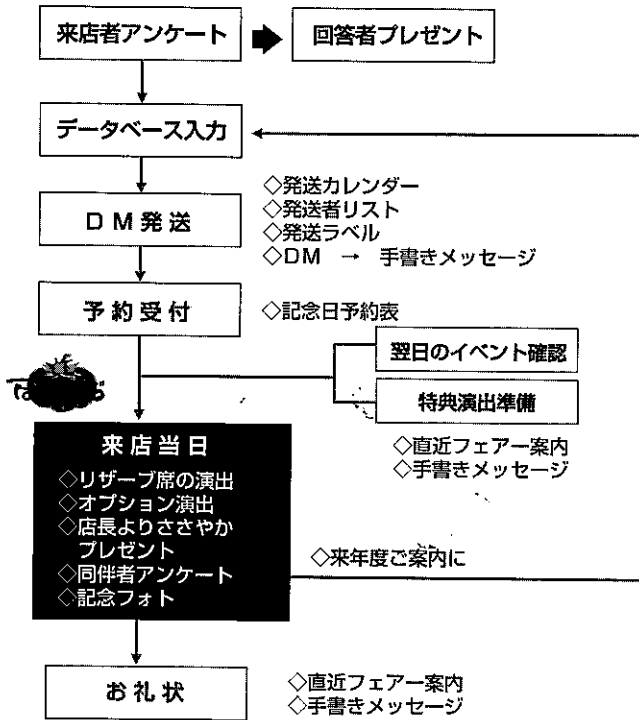 来店者アンケート
回答者プレゼント
データベース入力
ＤＭ発送
◇発送カレンダー
◇発送者リスト
◇発送ラベル
◇ＤＭ → 手書きメッセージ
予約受付
◇記念日予約表
翌日のイベント確認
特典演出準備
◇直近フェアー案内
◇手書きメッセージ
来店当日
◇リザーブ席の演出
◇オプション演出
◇店長よりささやか
プレゼント
◇同伴者アンケート
◇記念フォト
◇来年度ご案内に
お礼状
◇直近フェアー案内
◇手書きメッセージ